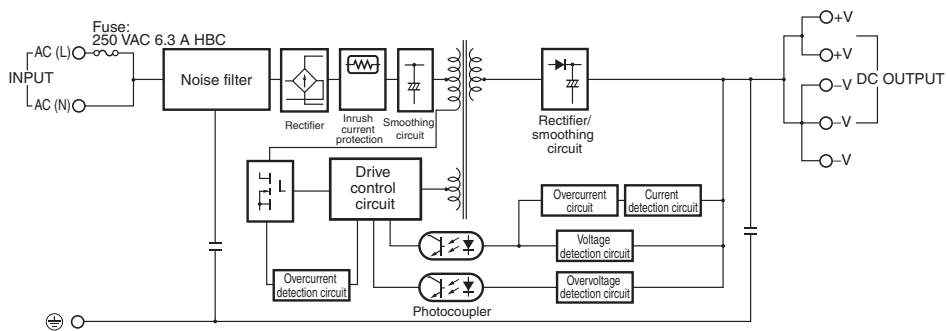 Fuse:
250 VAC 6.3 A HBC
AC (L)
INPUT
AC (N)
Noise filter
Rectifier
Inrush
current
protection
Smoothing
circuit
Rectifier/
smoothing
circuit
+V
+V
DC OUTPUT
–V
–V
–V
Drive
control
circuit
Overcurrent
circuit
Current
detection circuit
Voltage
detection circuit
Overcurrent
detection circuit
Overvoltage
detection circuit
Photocoupler